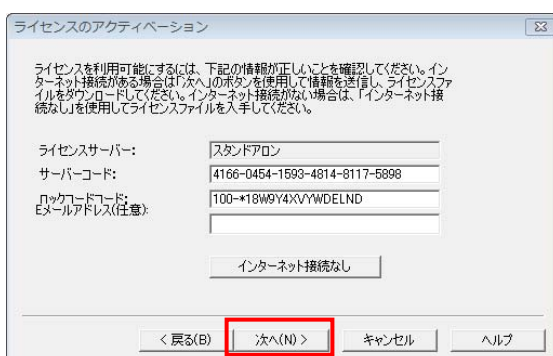 ライセンスのアクティベーション
ライセンスを利用可能にするには、下記の情報が正しいことを確認してください。イン
ターネット接続がある場合は「次へ」のボタンを使用して情報を送信し、ライセンスファ
イルをダウンロードしてください。インターネット接続がない場合は、「インターネット接
続なし」を使用してライセンスファイルを入手してください。
ライセンスサーバー: スタンドアロン
サーバーコード: 4166-0454-1593-4814-8117-5898
ロックコードコード: 100-*18W9Y4XVYWDELND
Eメールアドレス(任意):
インターネット接続なし
< 戻る(B) 次へ(N) > キャンセル ヘルプ